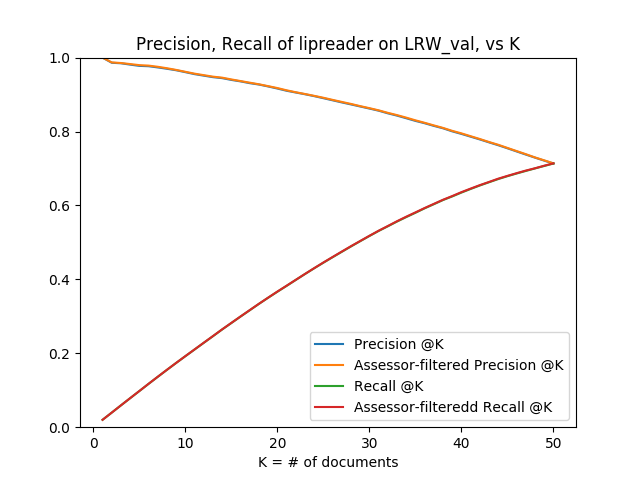 Precision, Recall of lipreader on LRW_val, vs K
1.0
0.8
0.6
0.4
0.2
0.0
Precision @K
Assessor-filtered Precision @K
Recall @K
Assessor-filteredd Recall @K
0 10 20 30 40 50
K = # of documents